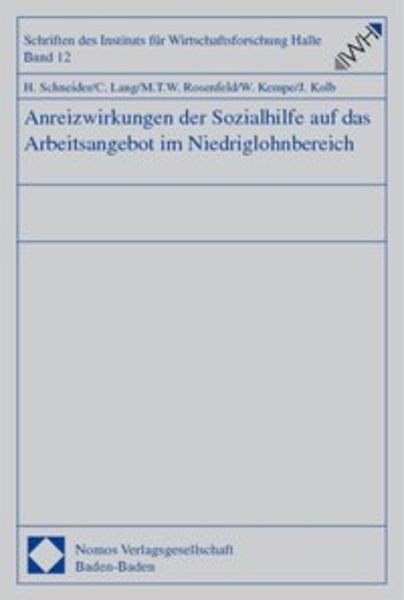 Schriften des Instituts für Wirtschaftsforschung Halle
Band 12
IWH
H. Schneider/C. Lang/M.T.W. Rosenfeld/W. Kempe/J. Kolb
Anreizwirkungen der Sozialhilfe auf das
Arbeitsangebot im Niedriglohnbereich
Nomos Verlagsgesellschaft
Baden-Baden